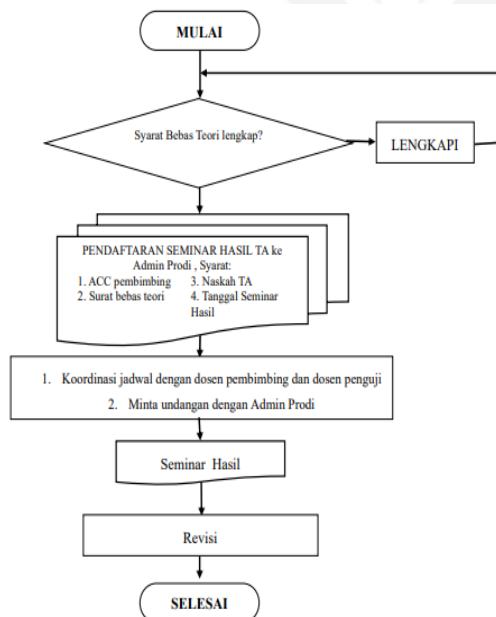 MULAI
Syarat Bebas Teori lengkap?
LENGKAPI
PENDAFTARAN SEMINAR HASIL TA ke
Admin Prodi , Syarat:
1. ACC pembimbing
2. Surat bebas teori
3. Naskah TA
4. Tanggal Seminar
Hasil
1. Koordinasi jadwal dengan dosen pembimbing dan dosen penguji
2. Minta undangan dengan Admin Prodi
Seminar Hasil
Revisi
SELESAI